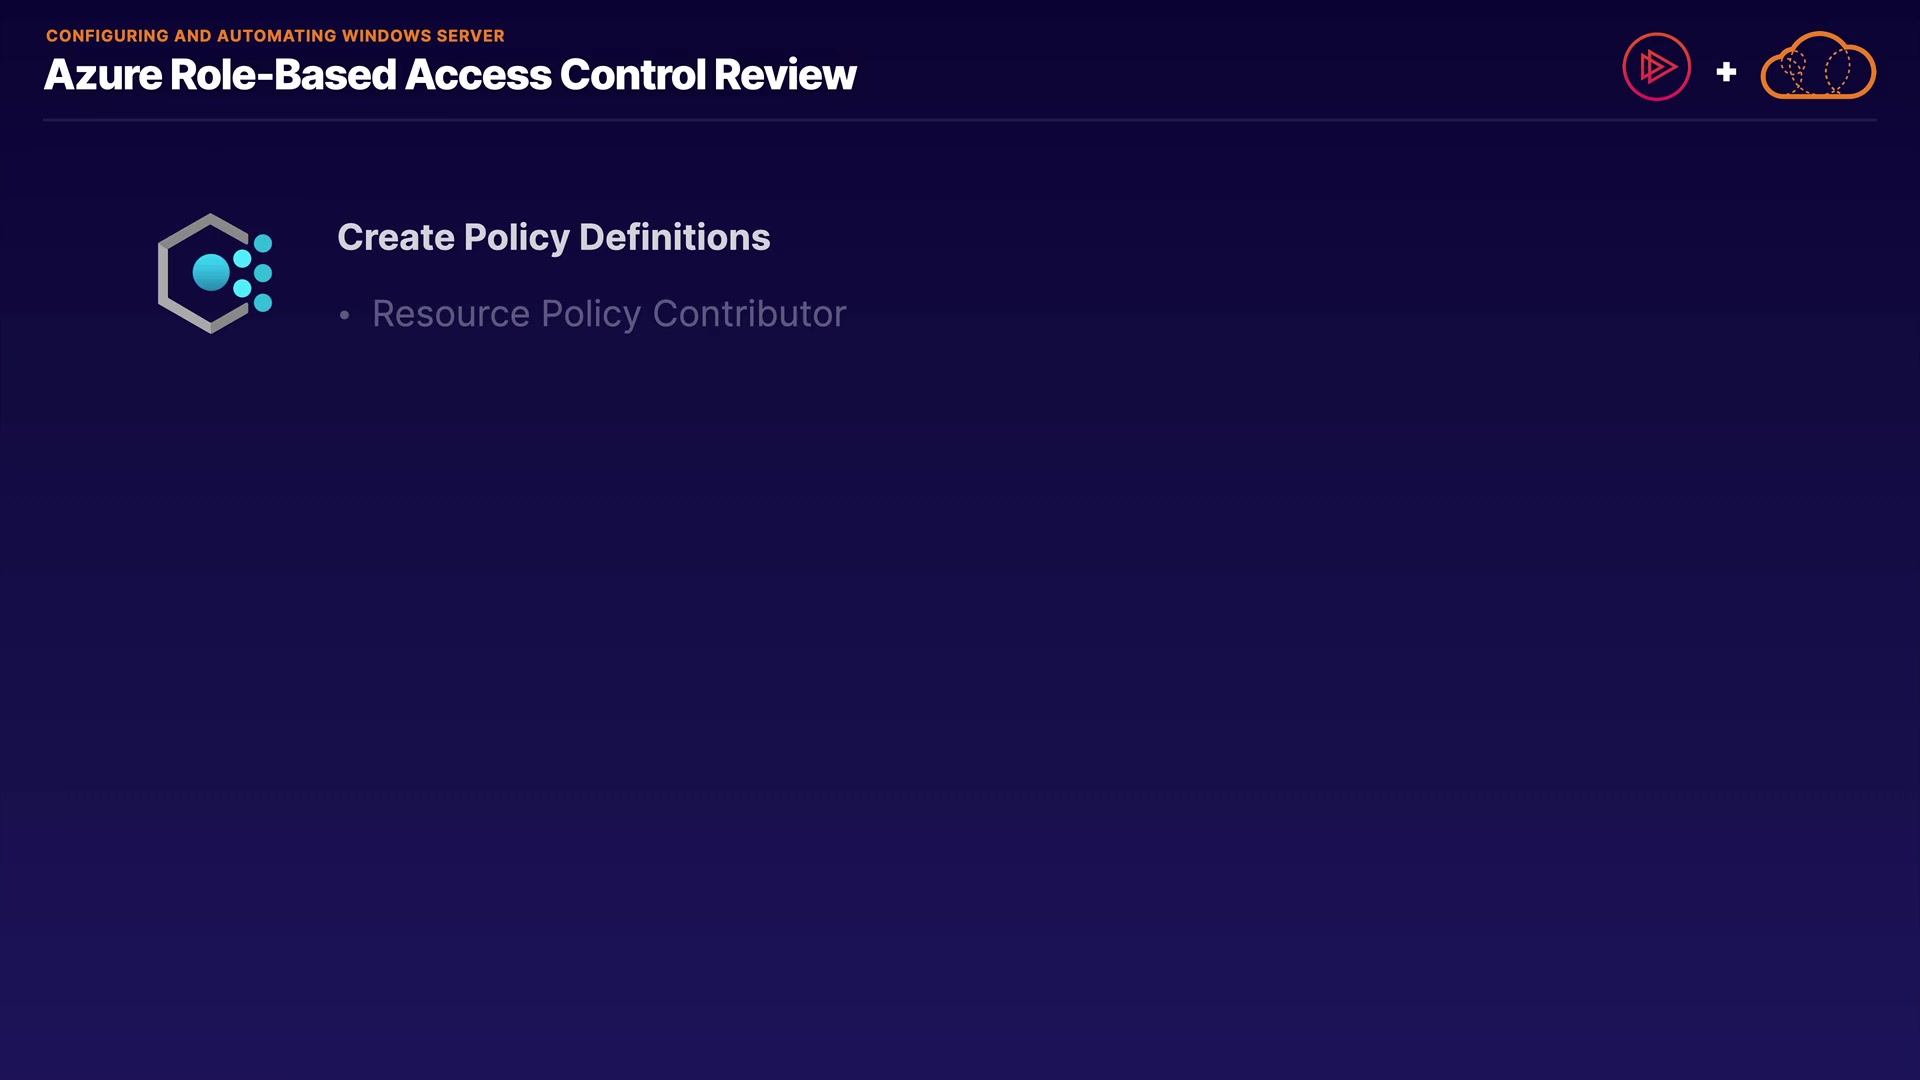 CONFIGURING AND AUTOMATING WINDOWS SERVER
Azure Role-Based Access Control Review
Create Policy Definitions
• Resource Policy Contributor